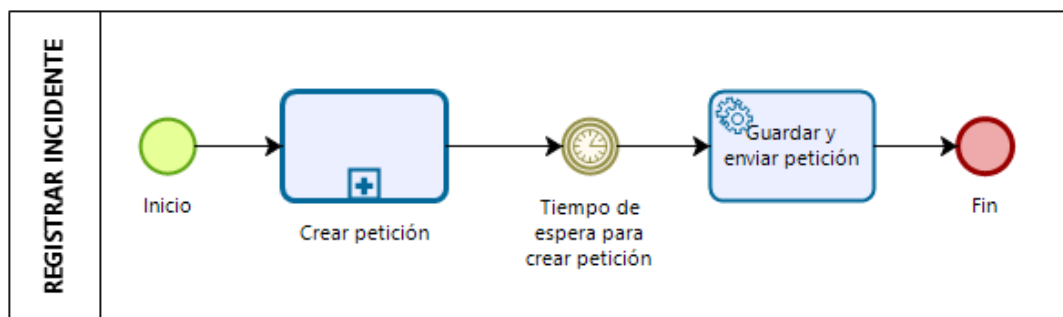 REGISTRAR INCIDENTE
Inicio
Crear petición
Tiempo de
espera para
crear petición
Guardar y
enviar petición
Fin